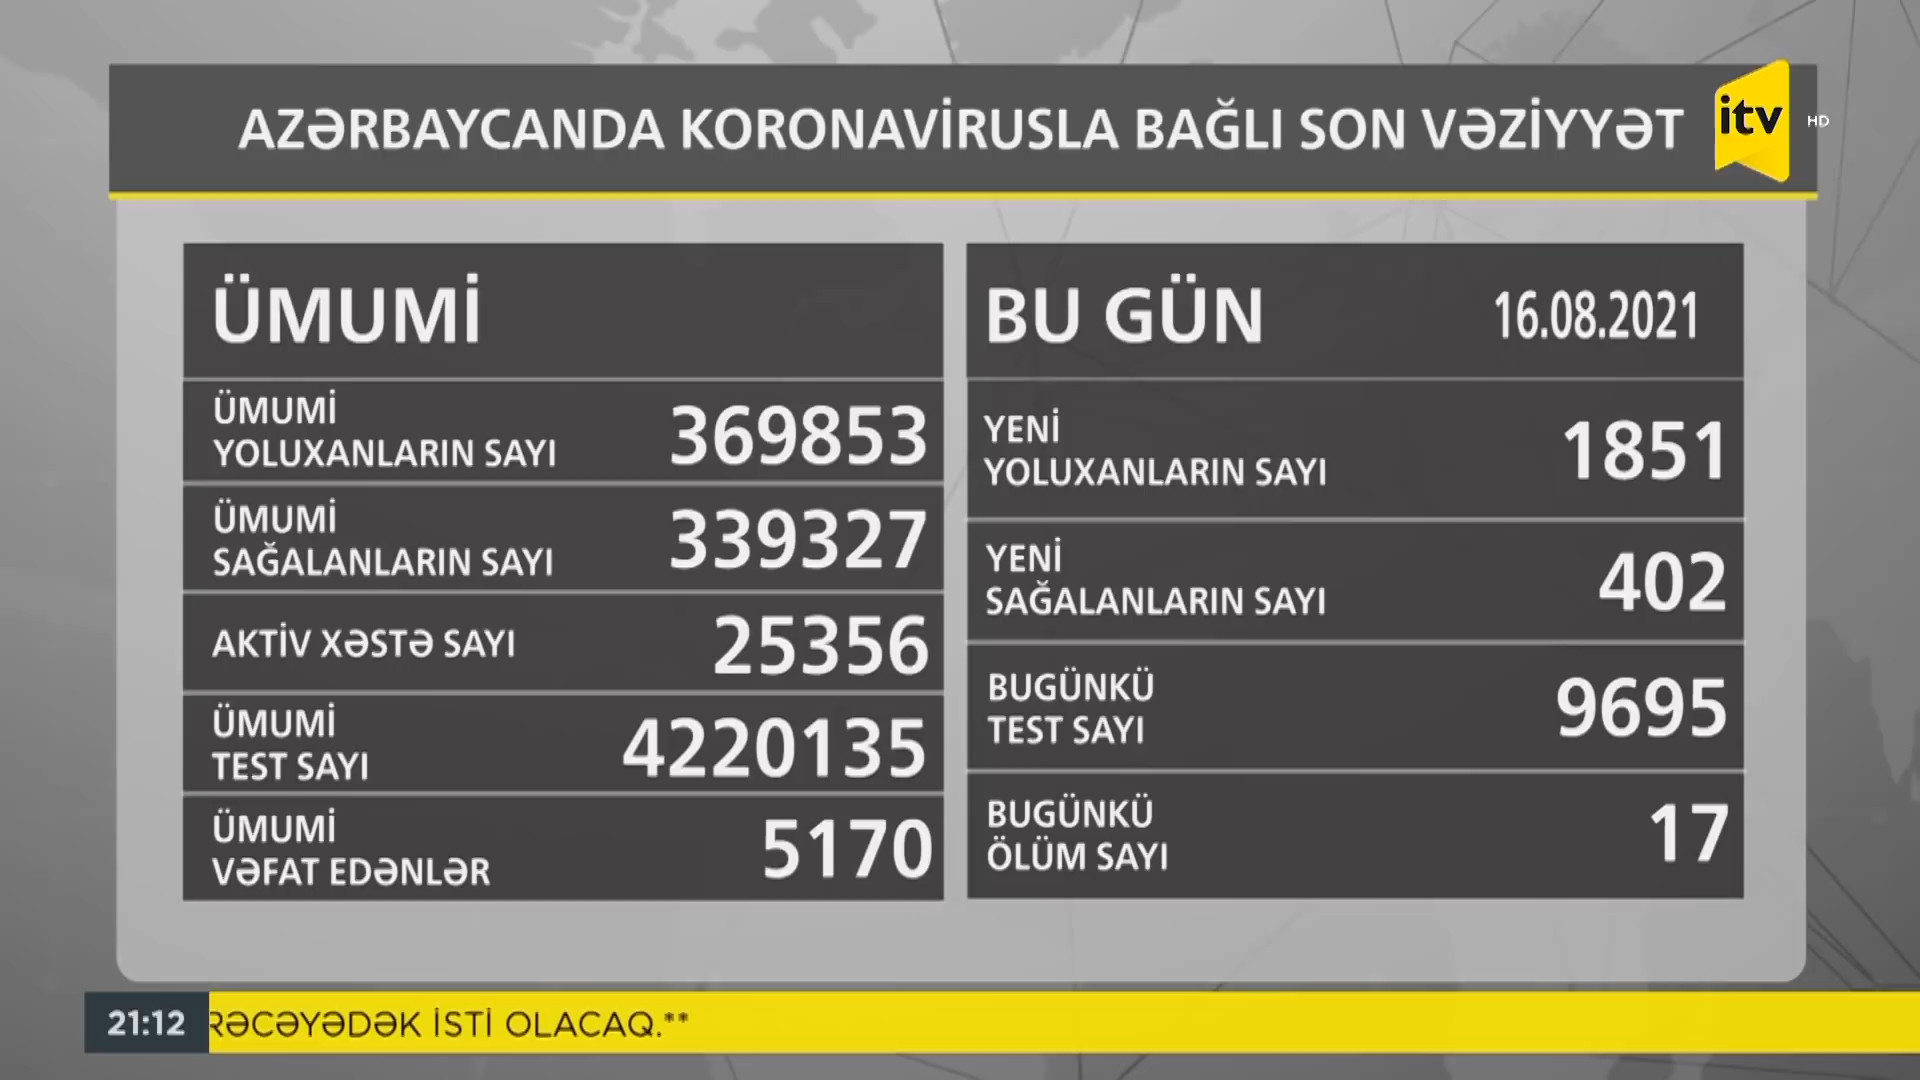 AZƏRBAYCANDA KORONAVİRUSLA BAĞLI SON VƏZİYYƏT
itv
HD
ÜMUMİ
ÜMUMİ
YOLUXANLARIN SAYI
369853
ÜMUMİ
SAĞALANLARIN SAYI
339327
AKTİV XƏSTƏ SAYI
25356
ÜMUMİ
TEST SAYI
4220135
ÜMUMİ
VƏFAT EDƏNLƏR
5170
BU GÜN
16.08.2021
YENİ
YOLUXANLARIN SAYI
1851
YENİ
SAĞALANLARIN SAYI
402
BUGÜNKÜ
TEST SAYI
9695
BUGÜNKÜ
ÖLÜM SAYI
17
21:12
RƏCƏYƏDƏK İSTİ OLACAQ.**